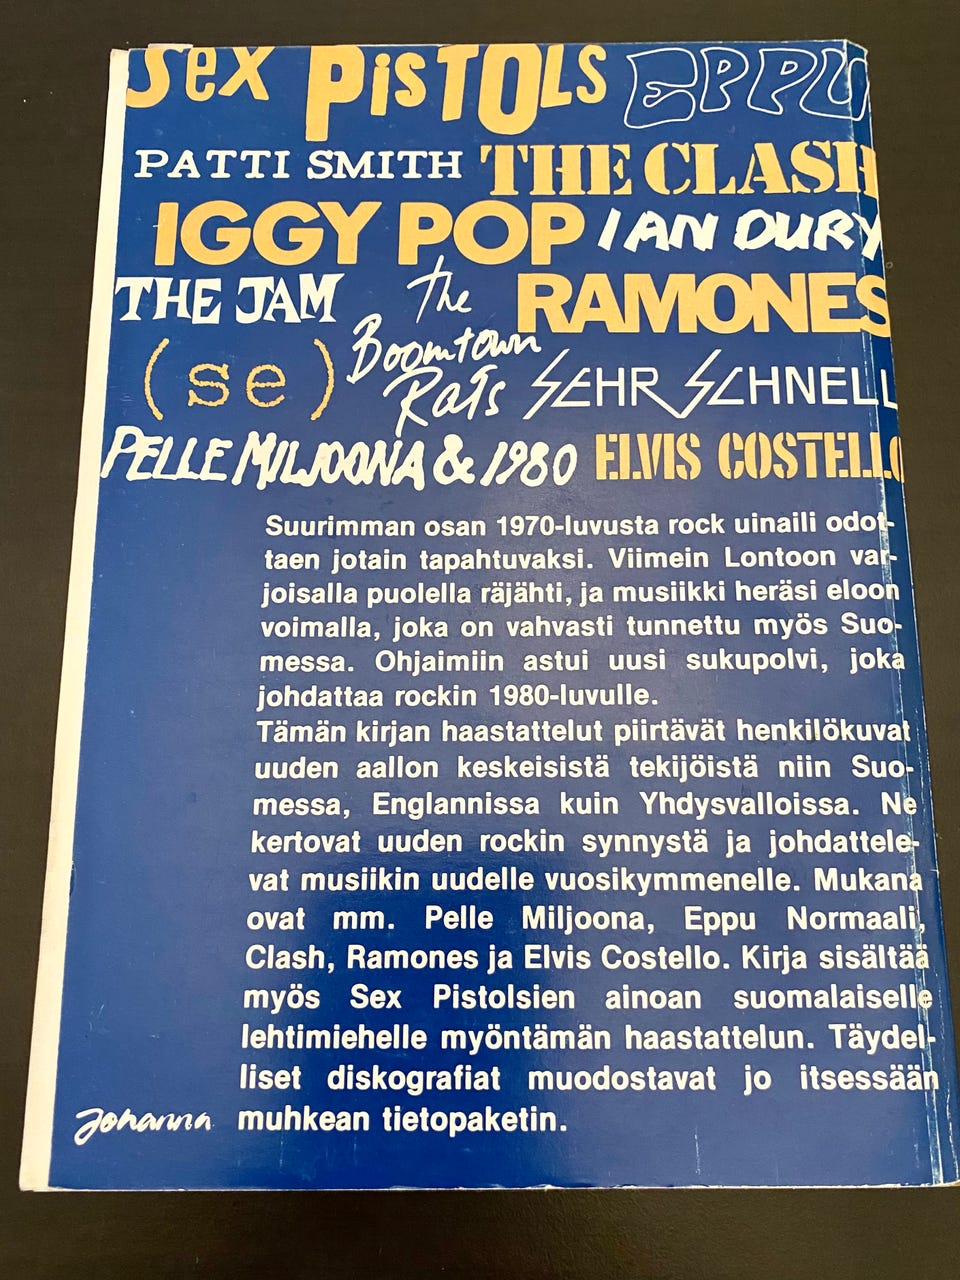 Sex PISTOLS EPPU
PATTI SMITH THE CLASH
IGGY POP IAN DURY
THE JAM the RAMONES
(se) Boomtown Rats SEHR SCHNELL
PELLE MILJOONA & 1980 ELVIS COSTELLO
Suurimman osan 1970-luvusta rock uinaili odot-
taen jotain tapahtuvaksi. Viimein Lontoon var-
joisalla puolella räjähti, ja musiikki heräsi eloon
voimalla, joka on vahvasti tunnettu myös Suo-
messa. Ohjaimiin astui uusi sukupolvi, joka
johdattaa rockin 1980-luvulle.
Tämän kirjan haastattelut piirtävät henkilökuvat
uuden aallon keskeisistä tekijöistä niin Suo-
messa, Englannissa kuin Yhdysvalloissa. Ne
kertovat uuden rockin synnystä ja johdattele-
vat musiikin uudelle vuosikymmenelle. Mukana
ovat mm. Pelle Miljoona, Eppu Normaali,
Clash, Ramones ja Elvis Costello. Kirja sisältää
myös Sex Pistolsien ainoan suomalaiselle
lehtimiehelle myöntämän haastattelun. Täydel-
liset diskografiat muodostavat jo itsessään
muhkean tietopaketin.
Johanna